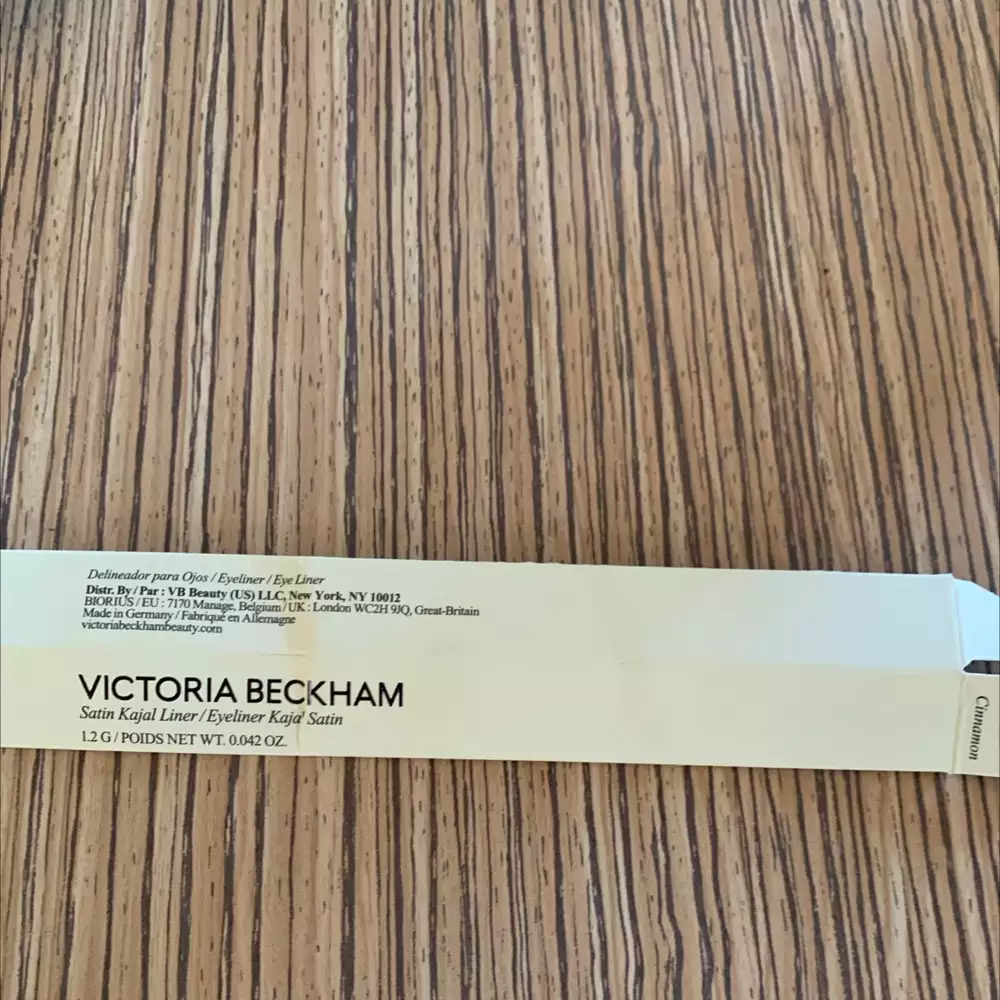 Delineador para Ojos / Eyeliner / Eye Liner
Distr. By / Par : VB Beauty (US) LLC, New York, NY 10012
BIORIUS / EU : 7170 Manage, Belgium / UK : London WC2H 9JQ, Great-Britain
Made in Germany / Fabriqué en Allemagne
victoriabeckhambeauty.com
VICTORIA BECKHAM
Satin Kajal Liner / Eyeliner Kajal Satin
1.2 G / POIDS NET WT. 0.042 OZ.
Cinnamon